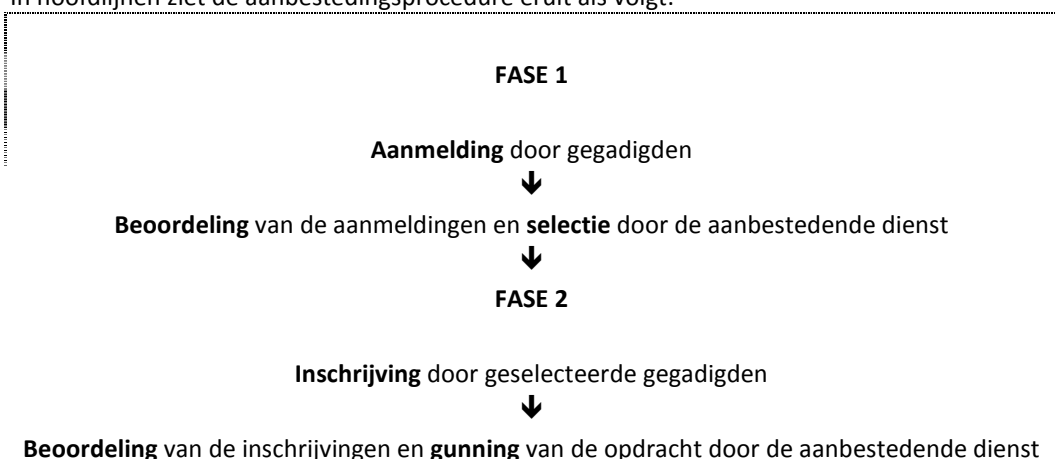 In hoofdlijnen ziet de aanbestedingsprocedure eruit als volgt:
FASE 1
Aanmelding door gegadigden
Beoordeling van de aanmeldingen en selectie door de aanbestedende dienst
FASE 2
Inschrijving door geselecteerde gegadigden
Beoordeling van de inschrijvingen en gunning van de opdracht door de aanbestedende dienst